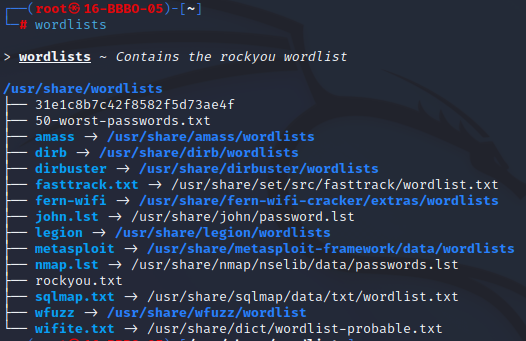 ┌──(root㉿16-BBBO-05)-[~]
└─# wordlists
> wordlists ~ Contains the rockyou wordlist
/usr/share/wordlists
├── 31e1c8b7c42f8582f5d73ae4f
├── 50-worst-passwords.txt
├── amass -> /usr/share/amass/wordlists
├── dirb -> /usr/share/dirb/wordlists
├── dirbuster -> /usr/share/dirbuster/wordlists
├── fasttrack.txt -> /usr/share/set/src/fasttrack/wordlist.txt
├── fern-wifi -> /usr/share/fern-wifi-cracker/extras/wordlists
├── john.lst -> /usr/share/john/password.lst
├── legion -> /usr/share/legion/wordlists
├── metasploit -> /usr/share/metasploit-framework/data/wordlists
├── nmap.lst -> /usr/share/nmap/nselib/data/passwords.lst
├── rockyou.txt
├── sqlmap.txt -> /usr/share/sqlmap/data/txt/wordlist.txt
├── wfuzz -> /usr/share/wfuzz/wordlist
└── wifite.txt -> /usr/share/dict/wordlist-probable.txt